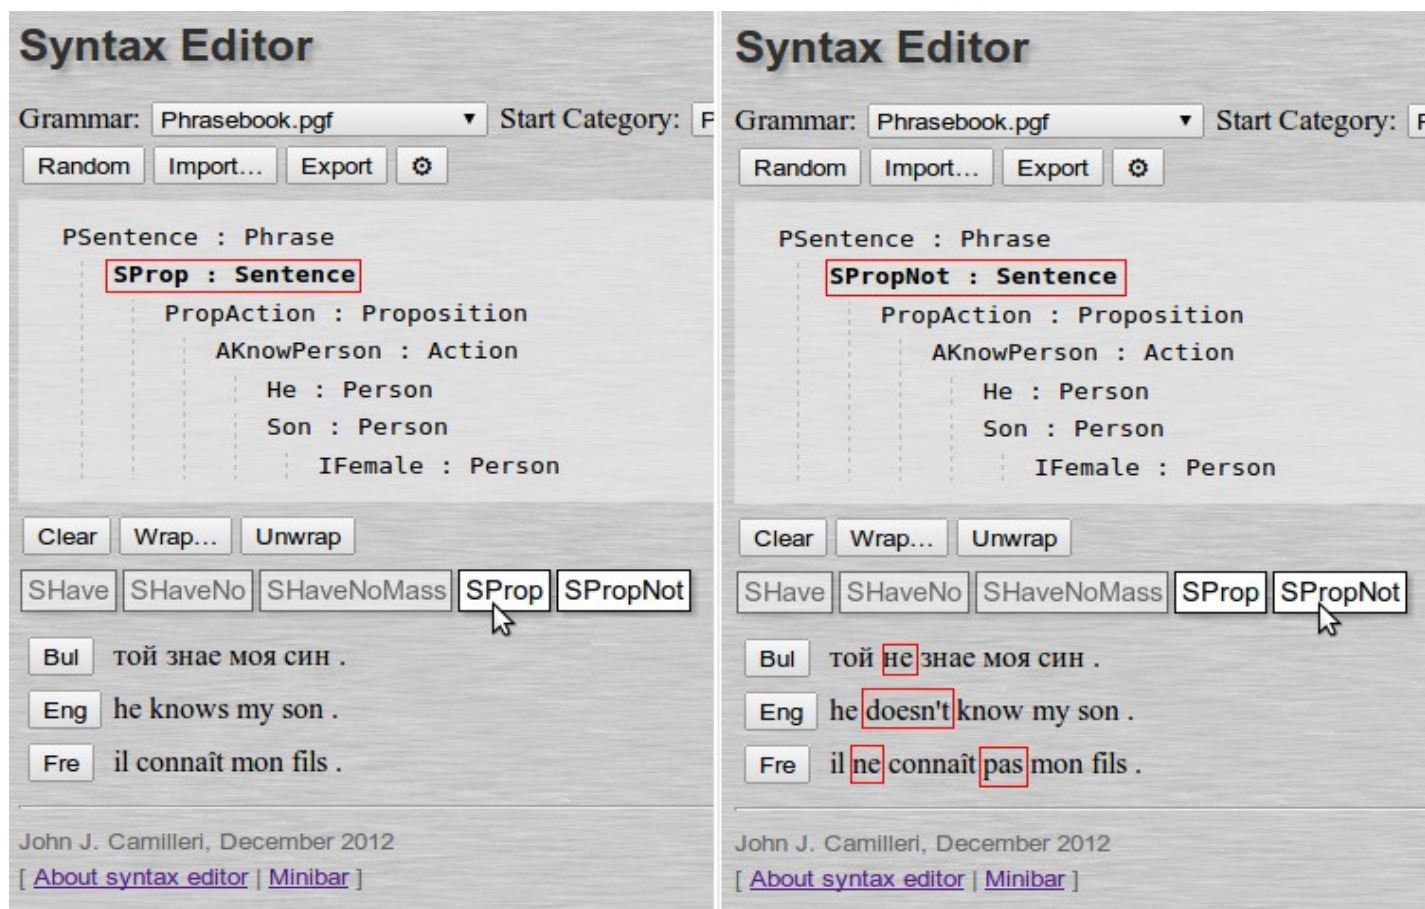 Syntax Editor
Grammar: Phrasebook.pgf ▼ Start Category:
Random Import… Export ⚙
PSentence : Phrase
SProp : Sentence
PropAction : Proposition
AKnowPerson : Action
He : Person
Son : Person
IFemale : Person
Clear Wrap… Unwrap
SHave SHaveNo SHaveNoMass SProp SPropNot
Bul той знае моя син .
Eng he knows my son .
Fre il connaît mon fils .
John J. Camilleri, December 2012
[ About syntax editor | Minibar ]
Syntax Editor
Grammar: Phrasebook.pgf ▼ Start Category:
Random Import… Export ⚙
PSentence : Phrase
SPropNot : Sentence
PropAction : Proposition
AKnowPerson : Action
He : Person
Son : Person
IFemale : Person
Clear Wrap… Unwrap
SHave SHaveNo SHaveNoMass SProp SPropNot
Bul той не знае моя син .
Eng he doesn't know my son .
Fre il ne connaît pas mon fils .
John J. Camilleri, December 2012
[ About syntax editor | Minibar ]